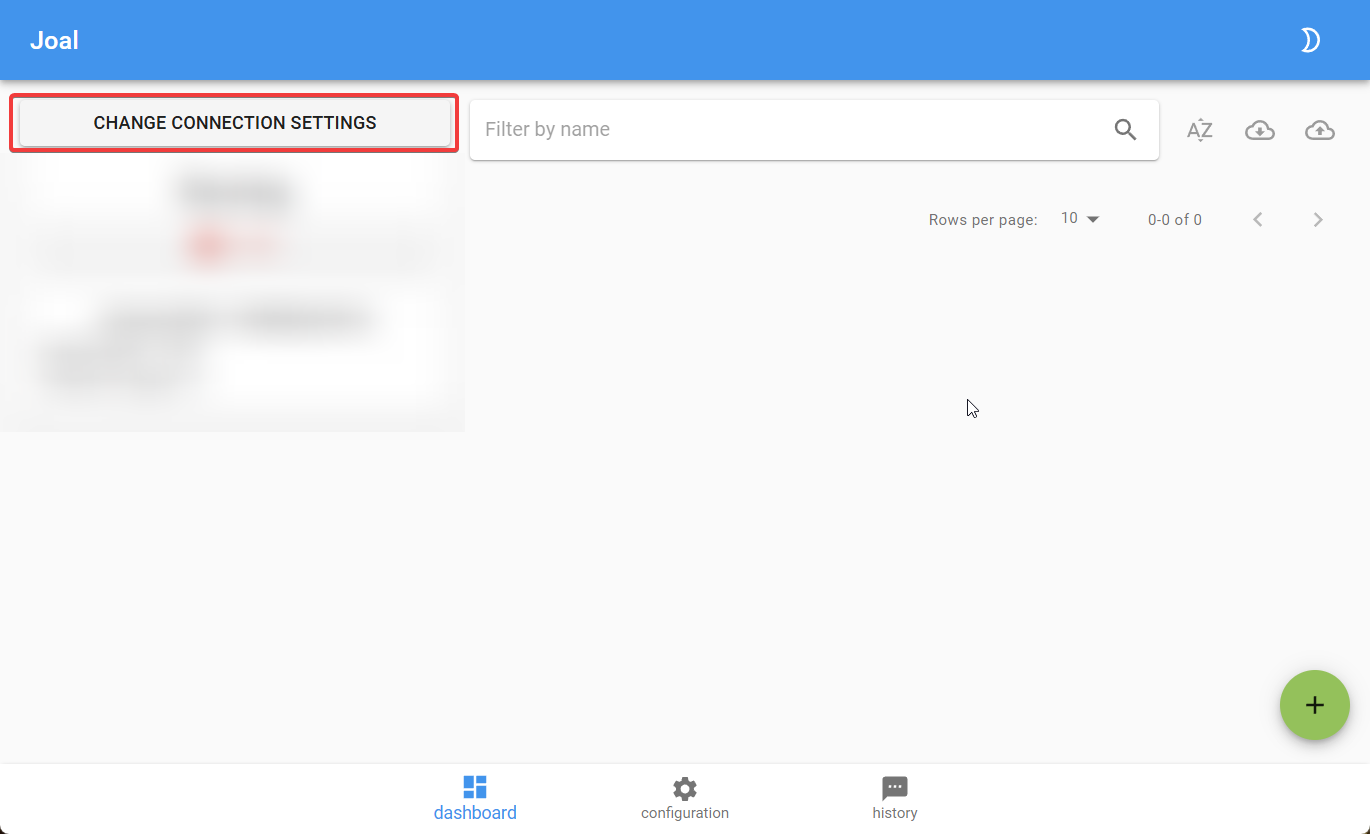 Joal
CHANGE CONNECTION SETTINGS
Filter by name
AZ
Rows per page: 10 0-0 of 0
+
dashboard configuration history